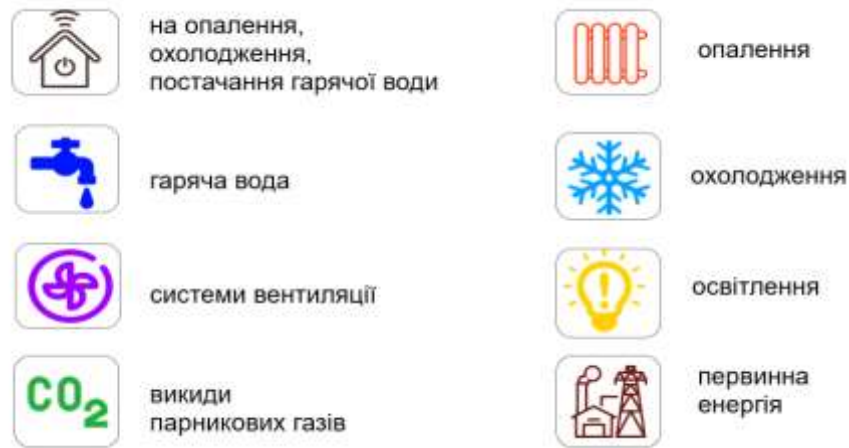 на опалення,
охолодження,
постачання гарячої води
опалення
гаряча вода
охолодження
системи вентиляції
освітлення
CO2
викиди
парникових газів
первинна
енергія